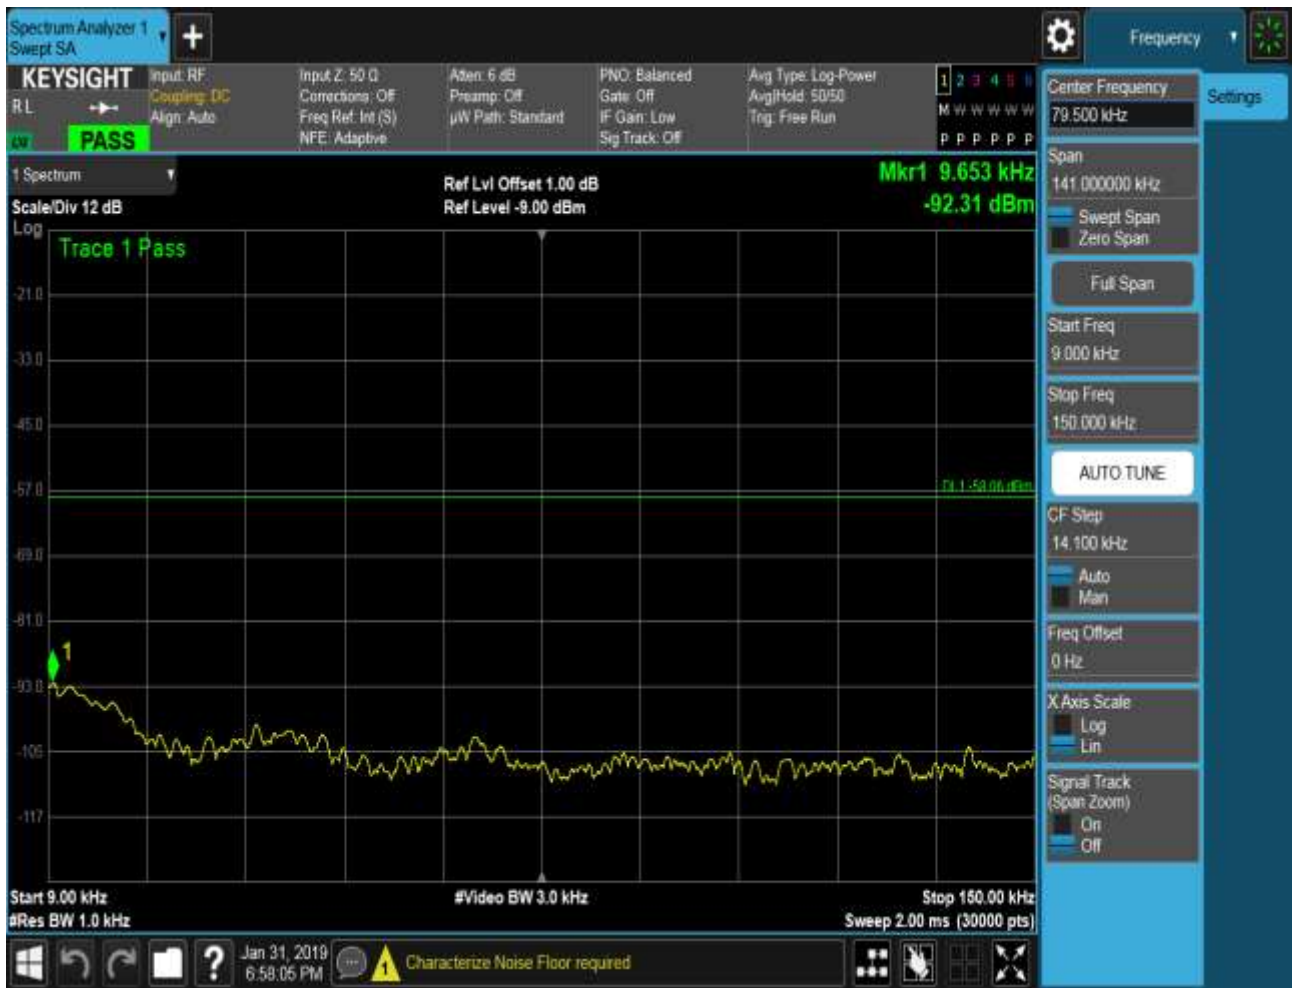 Spectrum Analyzer 1
Swept SA
Frequency
KEYSIGHT
R L
PASS
Input: RF
Coupling: DC
Align: Auto
Input Z: 50 Ω
Corrections: Off
Freq Ref: Int (S)
NFE: Adaptive
Atten: 6 dB
Preamp: Off
µW Path: Standard
PNO: Balanced
Gate: Off
IF Gain: Low
Sig Track: Off
Avg Type: Log-Power
Avg|Hold: 50/50
Trig: Free Run
1 2 3 4 5 6
M W W W W W
P P P P P P
1 Spectrum
Scale/Div 12 dB
Log
Ref Lvl Offset 1.00 dB
Ref Level -9.00 dBm
Mkr1 9.653 kHz
-92.31 dBm
Trace 1 Pass
-21.0
-33.0
-45.0
-57.0
-69.0
-81.0
-93.0
-105
-117
DL1 -58.06 dBm
1
Start 9.00 kHz
#Res BW 1.0 kHz
#Video BW 3.0 kHz
Stop 150.00 kHz
Sweep 2.00 ms (30000 pts)
Center Frequency
79.500 kHz
Settings
Span
141.000000 kHz
Swept Span
Zero Span
Full Span
Start Freq
9.000 kHz
Stop Freq
150.000 kHz
AUTO TUNE
CF Step
14.100 kHz
Auto
Man
Freq Offset
0 Hz
X Axis Scale
Log
Lin
Signal Track
(Span Zoom)
On
Off
?
Jan 31, 2019
6:58:05 PM
1
Characterize Noise Floor required